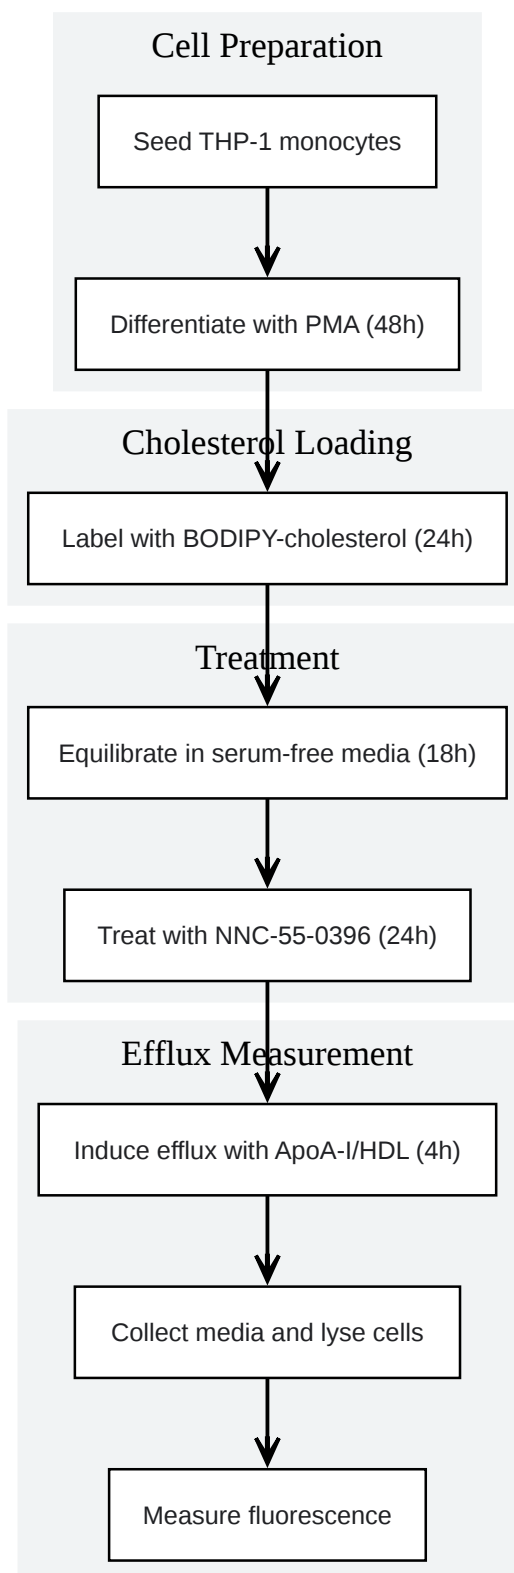 Cell Preparation
Seed THP-1 monocytes
Differentiate with PMA (48h)
Cholesterol Loading
Label with BODIPY-cholesterol (24h)
Treatment
Equilibrate in serum-free media (18h)
Treat with NNC-55-0396 (24h)
Efflux Measurement
Induce efflux with ApoA-I/HDL (4h)
Collect media and lyse cells
Measure fluorescence